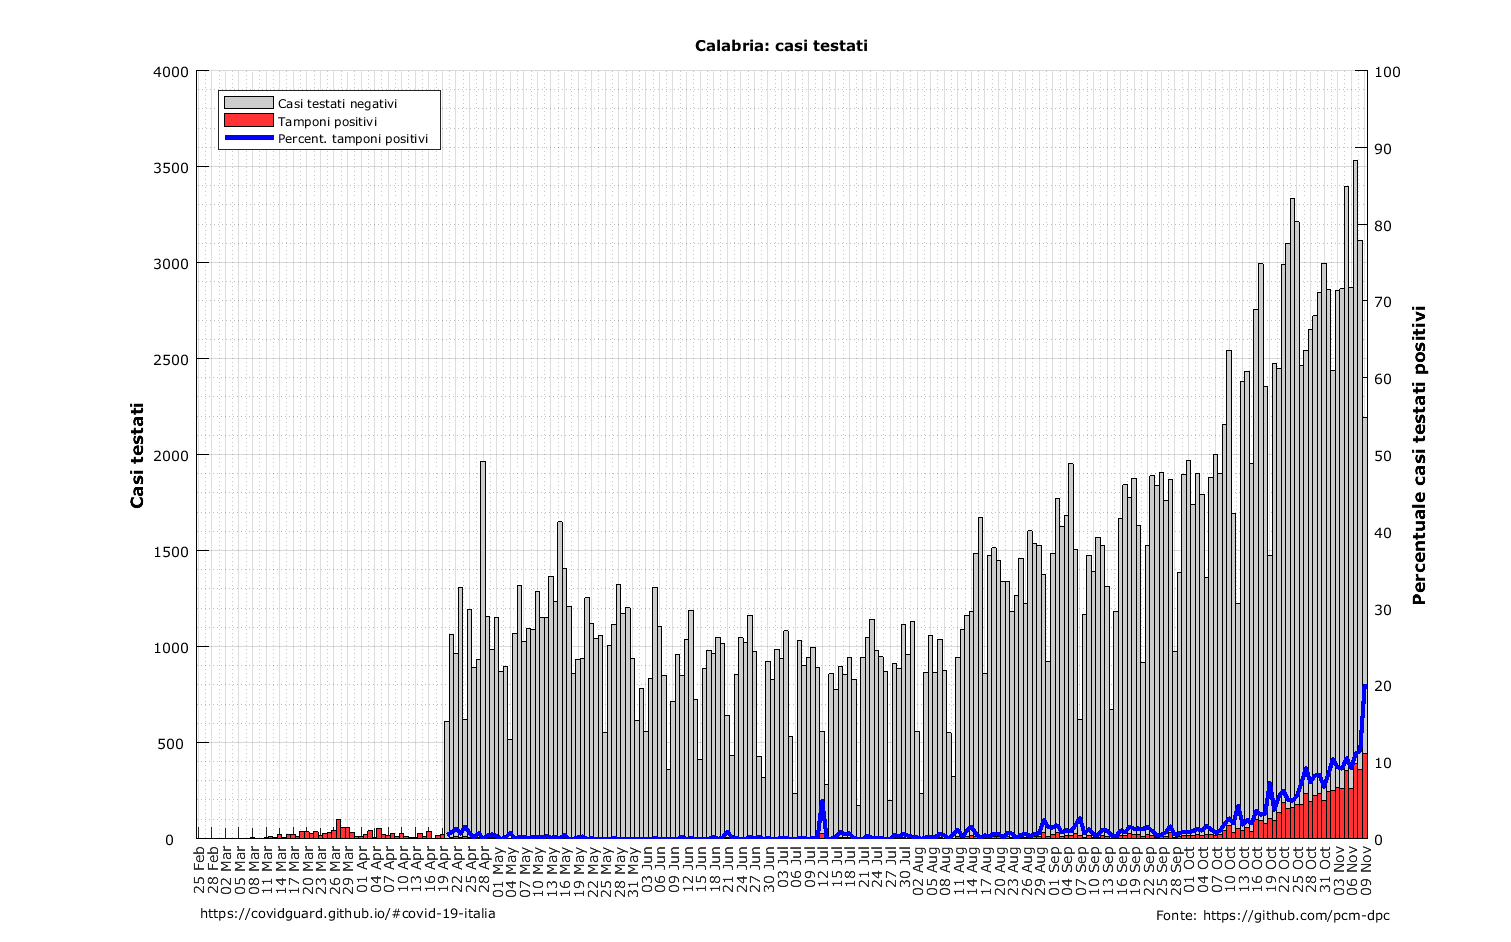 Calabria: casi testati
Casi testati negativi
Tamponi positivi
Percent. tamponi positivi
Casi testati
4000
3500
3000
2500
2000
1500
1000
500
0
100
90
80
70
60
50
40
30
20
10
0
Percentuale casi testati positivi
25 Feb
28 Feb
02 Mar
05 Mar
08 Mar
11 Mar
14 Mar
17 Mar
20 Mar
23 Mar
26 Mar
29 Mar
01 Apr
04 Apr
07 Apr
10 Apr
13 Apr
16 Apr
19 Apr
22 Apr
25 Apr
28 Apr
01 May
04 May
07 May
10 May
13 May
16 May
19 May
22 May
25 May
28 May
31 May
03 Jun
06 Jun
09 Jun
12 Jun
15 Jun
18 Jun
21 Jun
24 Jun
27 Jun
30 Jun
03 Jul
06 Jul
09 Jul
12 Jul
15 Jul
18 Jul
21 Jul
24 Jul
27 Jul
30 Jul
02 Aug
05 Aug
08 Aug
11 Aug
14 Aug
17 Aug
20 Aug
23 Aug
26 Aug
29 Aug
01 Sep
04 Sep
07 Sep
10 Sep
13 Sep
16 Sep
19 Sep
22 Sep
25 Sep
28 Sep
01 Oct
04 Oct
07 Oct
10 Oct
13 Oct
16 Oct
19 Oct
22 Oct
25 Oct
28 Oct
31 Oct
03 Nov
06 Nov
09 Nov
https://covidguard.github.io/#covid-19-italia
Fonte: https://github.com/pcm-dpc